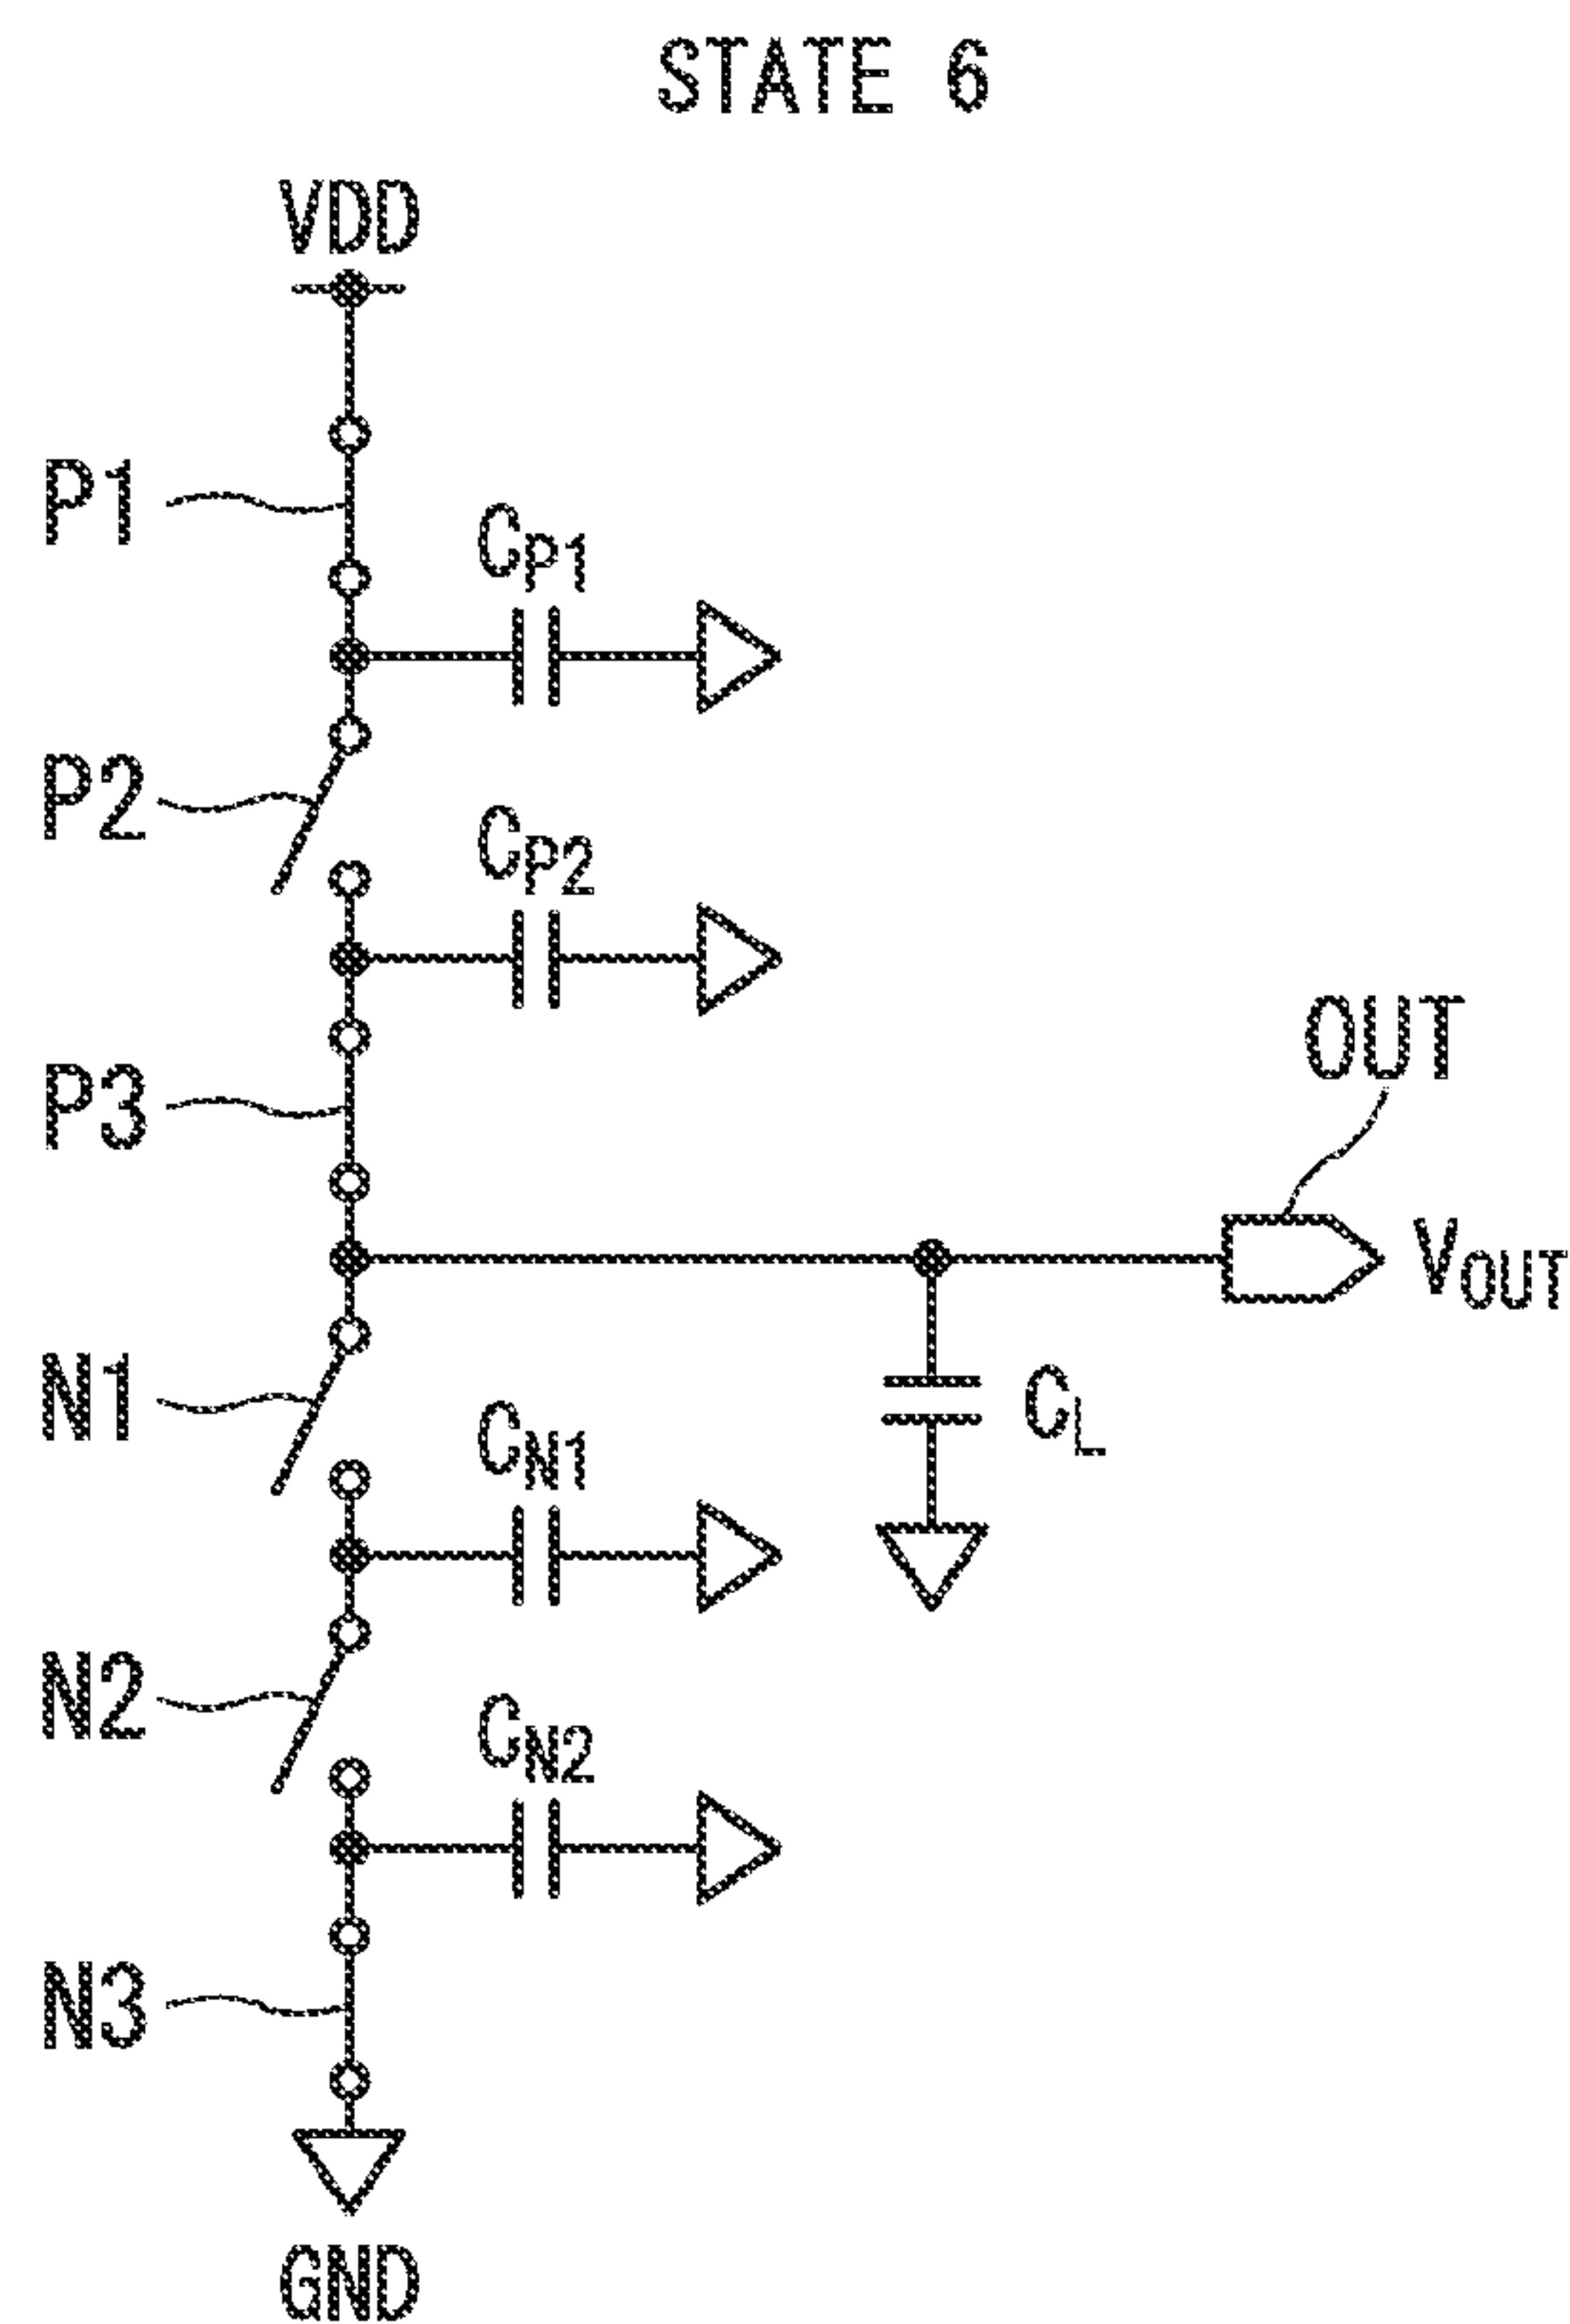 STATE 6
VDD
P1
CP1
P2
CP2
P3
OUT
VOUT
N1
CL
CN1
N2
CN2
N3
GND